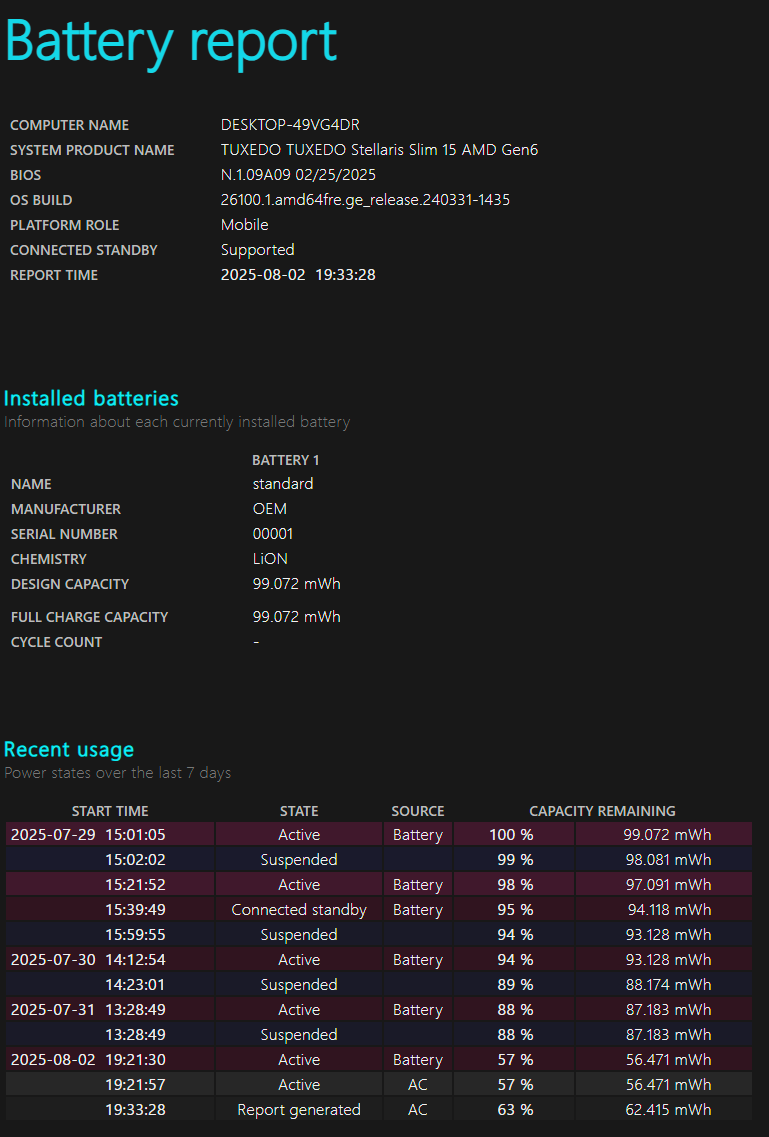 Battery report
COMPUTER NAME DESKTOP-49VG4DR
SYSTEM PRODUCT NAME TUXEDO TUXEDO Stellaris Slim 15 AMD Gen6
BIOS N.1.09A09 02/25/2025
OS BUILD 26100.1.amd64fre.ge_release.240331-1435
PLATFORM ROLE Mobile
CONNECTED STANDBY Supported
REPORT TIME 2025-08-02 19:33:28
Installed batteries
Information about each currently installed battery
BATTERY 1
NAME standard
MANUFACTURER OEM
SERIAL NUMBER 00001
CHEMISTRY LiON
DESIGN CAPACITY 99.072 mWh
FULL CHARGE CAPACITY 99.072 mWh
CYCLE COUNT -
Recent usage
Power states over the last 7 days
START TIME STATE SOURCE CAPACITY REMAINING
2025-07-29 15:01:05 Active Battery 100 % 99.072 mWh
15:02:02 Suspended 99 % 98.081 mWh
15:21:52 Active Battery 98 % 97.091 mWh
15:39:49 Connected standby Battery 95 % 94.118 mWh
15:59:55 Suspended 94 % 93.128 mWh
2025-07-30 14:12:54 Active Battery 94 % 93.128 mWh
14:23:01 Suspended 89 % 88.174 mWh
2025-07-31 13:28:49 Active Battery 88 % 87.183 mWh
13:28:49 Suspended 88 % 87.183 mWh
2025-08-02 19:21:30 Active Battery 57 % 56.471 mWh
19:21:57 Active AC 57 % 56.471 mWh
19:33:28 Report generated AC 63 % 62.415 mWh